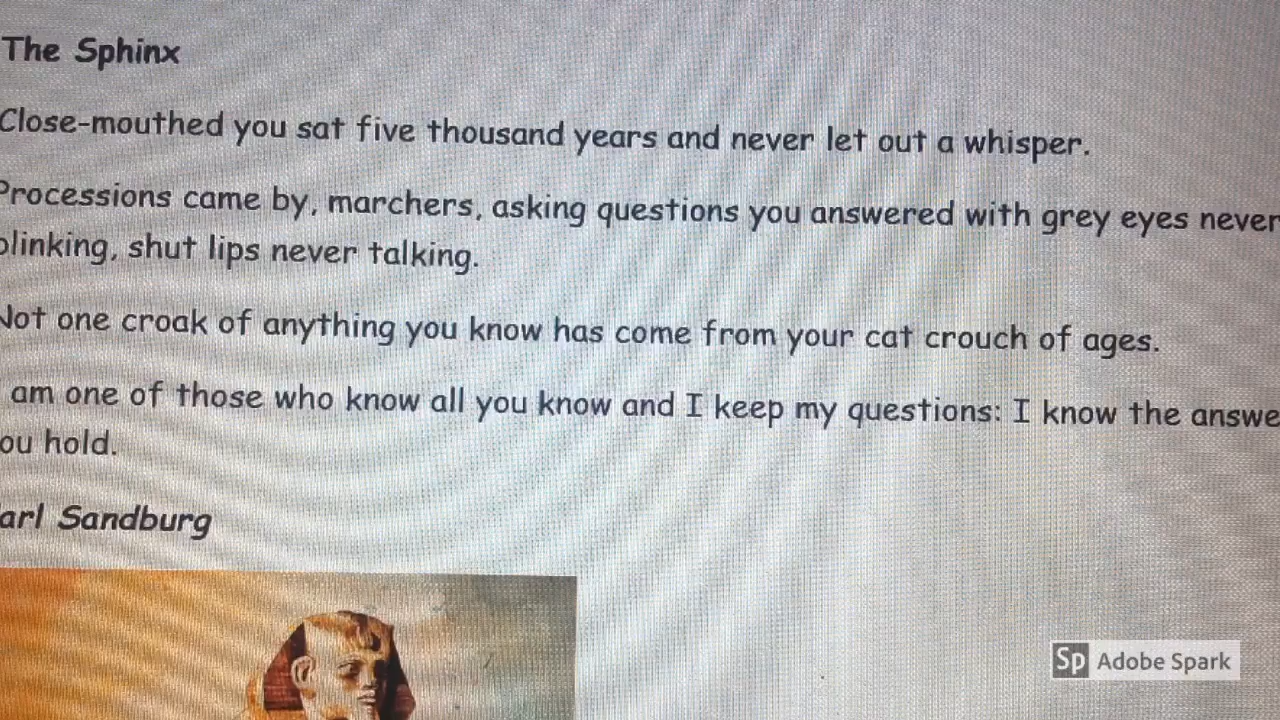 The Sphinx
Close-mouthed you sat five thousand years and never let out a whisper.
Processions came by, marchers, asking questions you answered with grey eyes never
blinking, shut lips never talking.
Not one croak of anything you know has come from your cat crouch of ages.
am one of those who know all you know and I keep my questions: I know the answe
ou hold.
arl Sandburg
Sp Adobe Spark